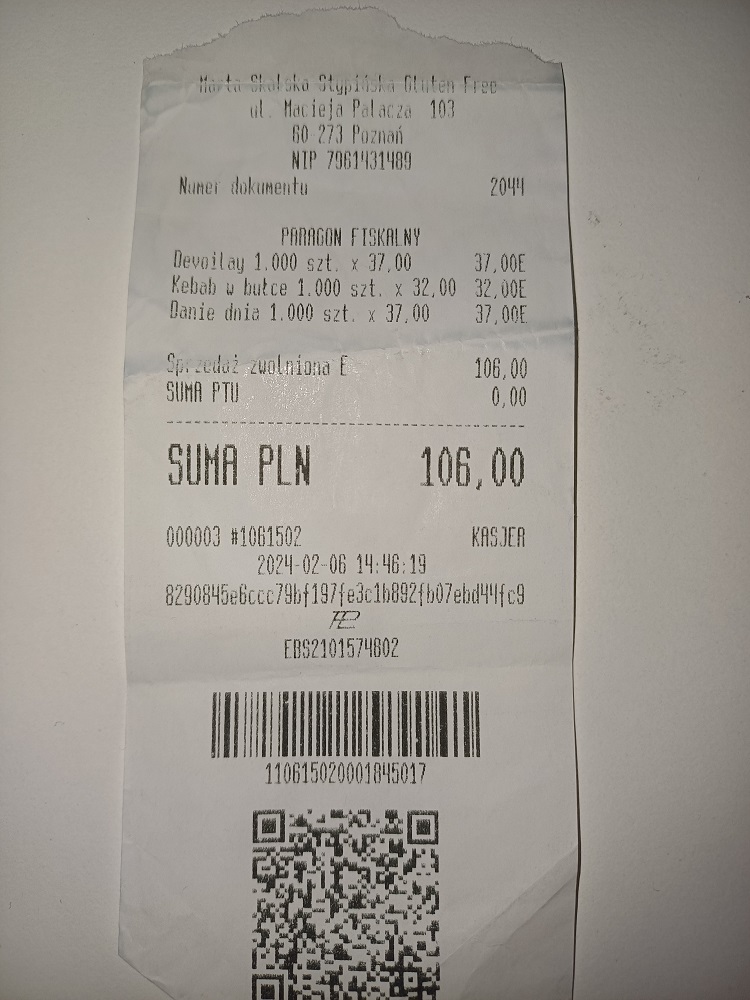 Marta Skalska Stypińska Gluten Free
ul. Macieja Palacza 103
60-273 Poznań
NIP 7961431489
Numer dokumentu 2044
PARAGON FISKALNY
Devoilay 1.000 szt. x 37,00 37,00E
Kebab w bułce 1.000 szt. x 32,00 32,00E
Danie dnia 1.000 szt. x 37,00 37,00E
Sprzedaż zwolniona E 106,00
SUMA PTU 0,00
SUMA PLN 106,00
000003 #1061502 KASJER
2024-02-06 14:46:19
8290845e6ccc79bf197fe3c1b892fb07ebd44fc9
EBS2101574802
110615020001845017